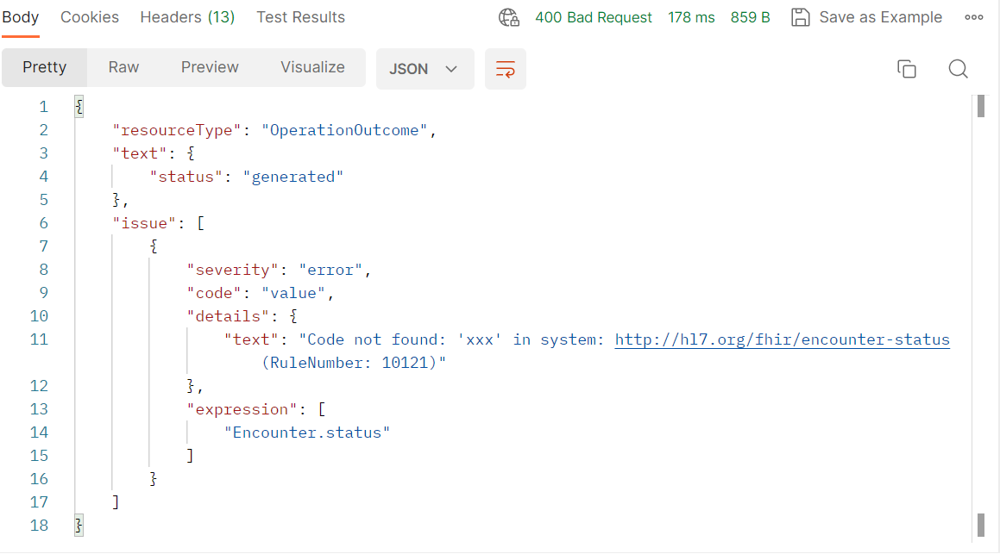 Body Cookies Headers (13) Test Results 400 Bad Request 178 ms 859 B Save as Example
Pretty Raw Preview Visualize JSON
1 {
2 "resourceType": "OperationOutcome",
3 "text": {
4 "status": "generated"
5 },
6 "issue": [
7 {
8 "severity": "error",
9 "code": "value",
10 "details": {
11 "text": "Code not found: 'xxx' in system: http://hl7.org/fhir/encounter-status
(RuleNumber: 10121)"
12 },
13 "expression": [
14 "Encounter.status"
15 ]
16 }
17 ]
18 }